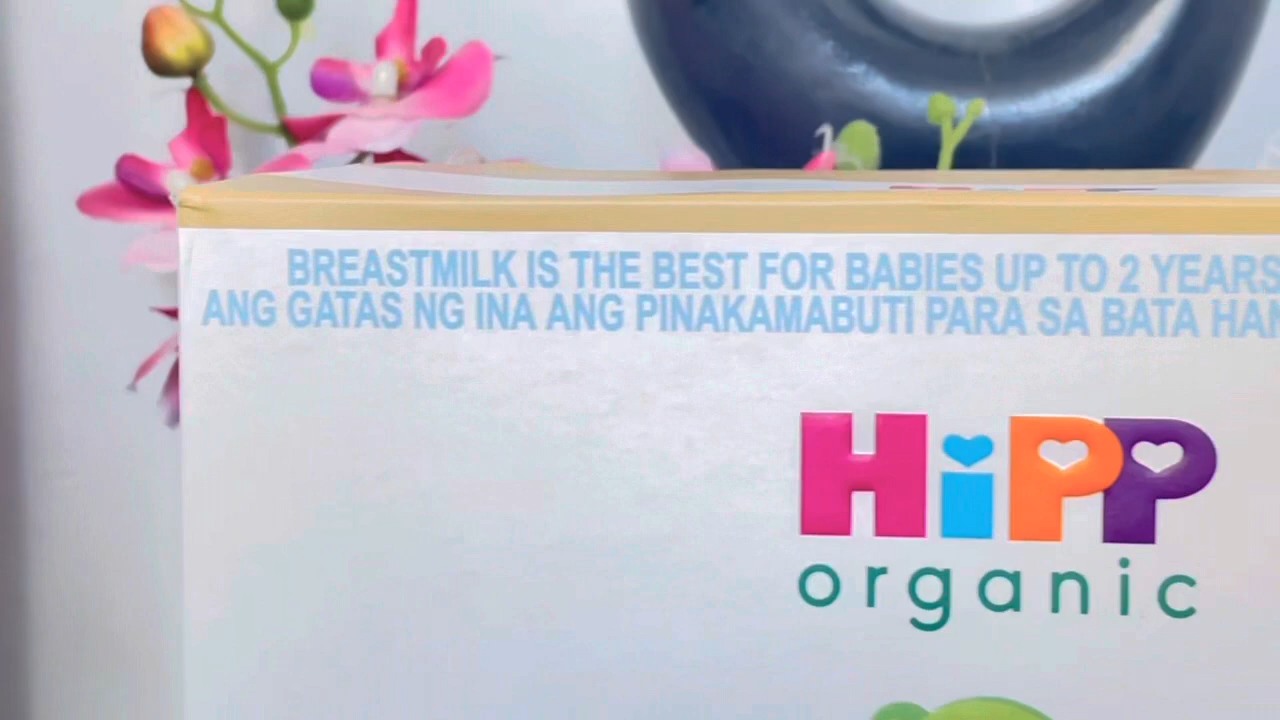 BREASTMILK IS THE BEST FOR BABIES UP TO 2 YEARS
ANG GATAS NG INA ANG PINAKAMABUTI PARA SA BATA
HiPP
organic